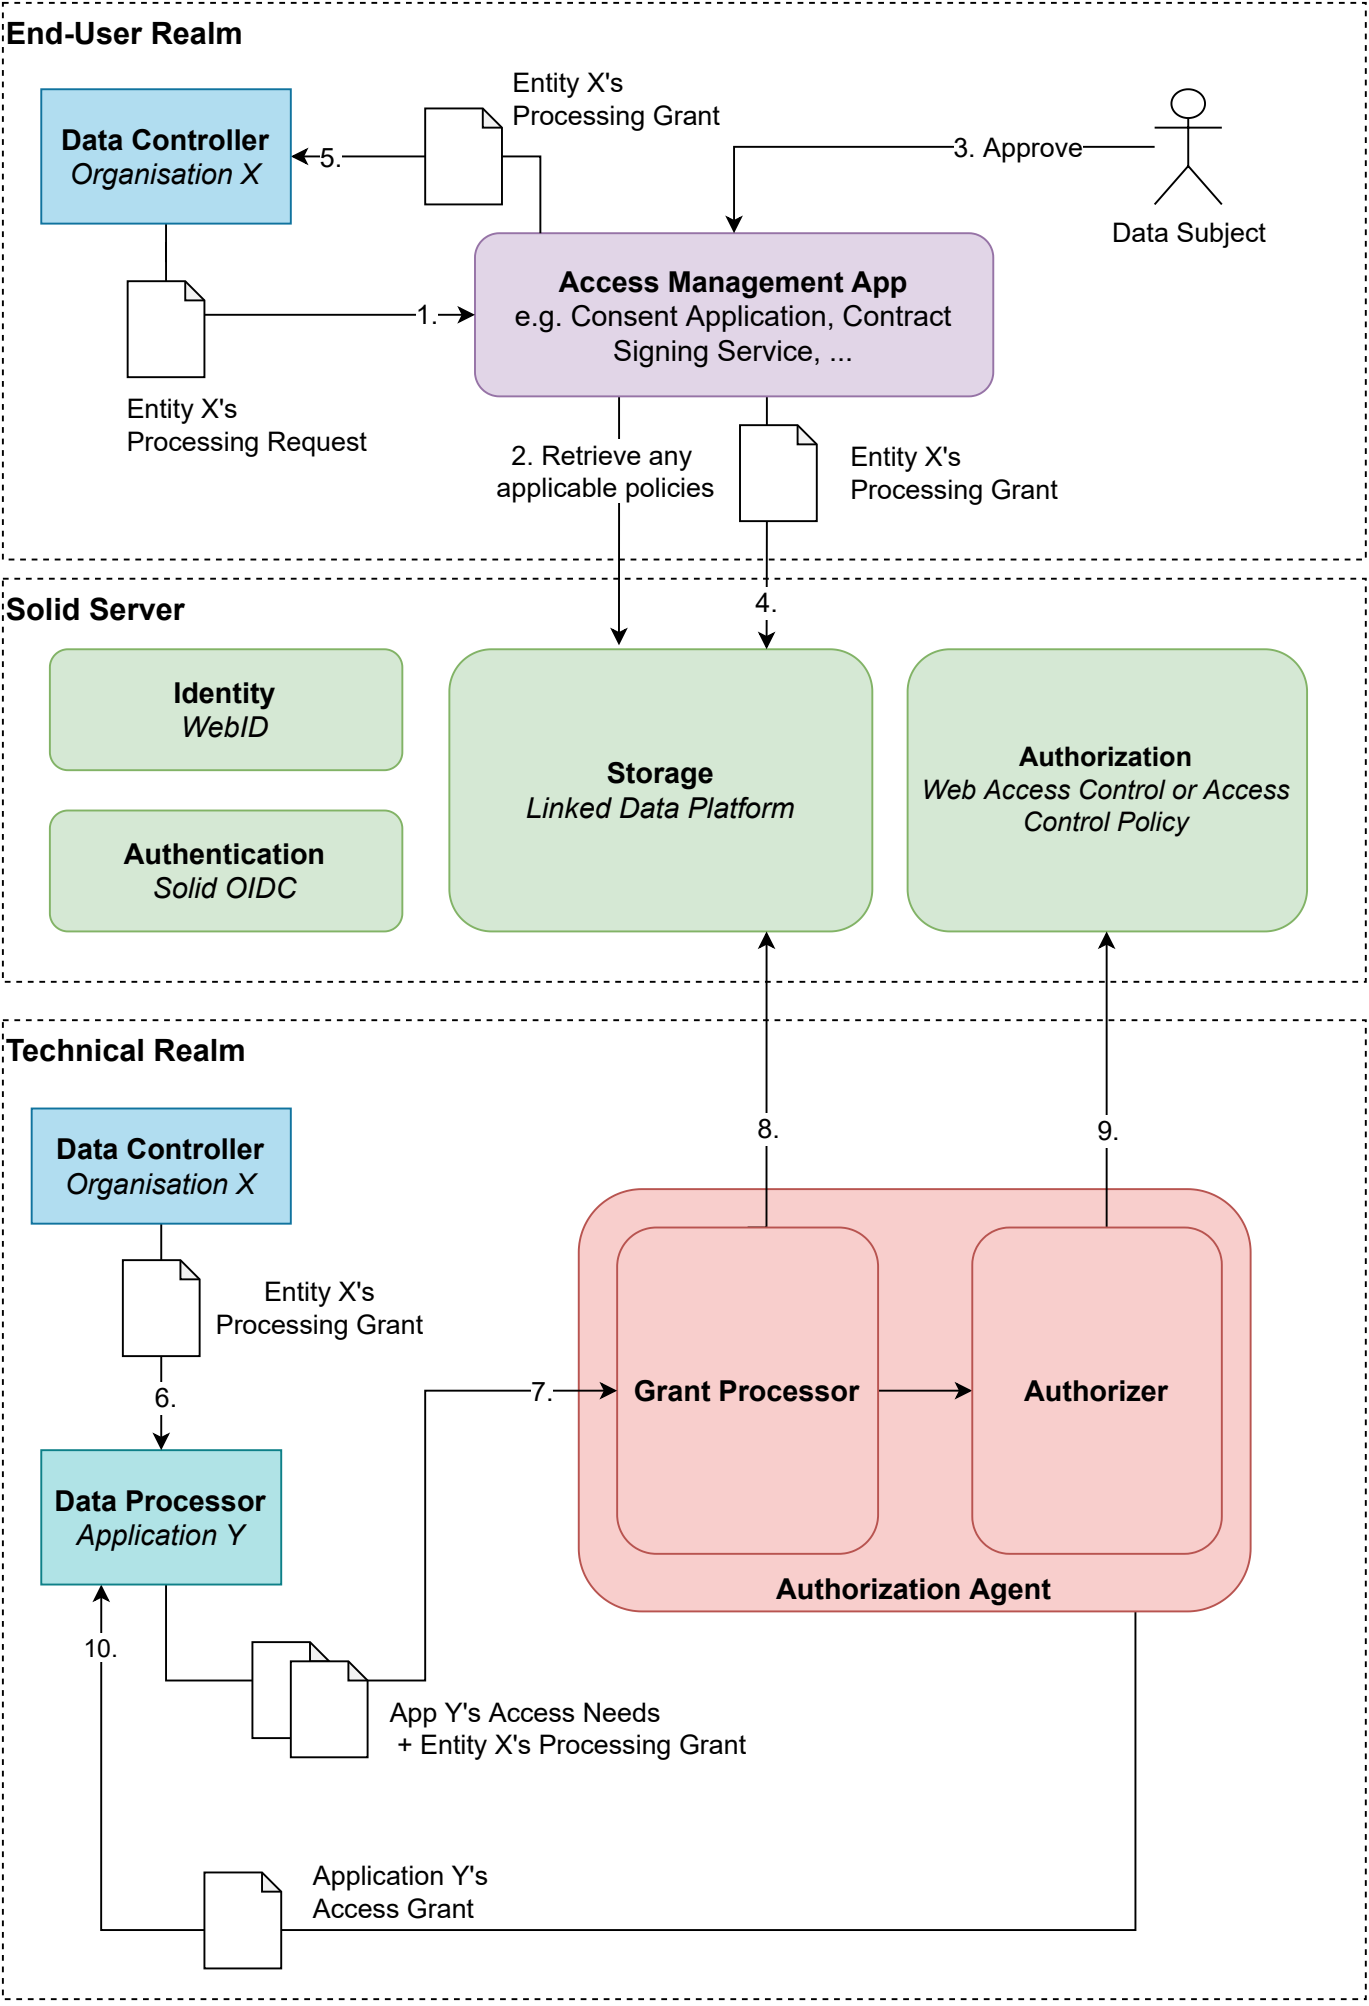 End-User Realm
Entity X's
Processing Grant
Data Controller
Organisation X
5.
3. Approve
Data Subject
Access Management App
e.g. Consent Application, Contract
Signing Service, ...
1.
Entity X's
Processing Request
2. Retrieve any
applicable policies
Entity X's
Processing Grant
4.
Solid Server
Identity
WebID
Authentication
Solid OIDC
Storage
Linked Data Platform
Authorization
Web Access Control or Access
Control Policy
8.
9.
Technical Realm
Data Controller
Organisation X
Entity X's
Processing Grant
6.
7.
Grant Processor
Authorizer
Authorization Agent
Data Processor
Application Y
10.
App Y's Access Needs
+ Entity X's Processing Grant
Application Y's
Access Grant